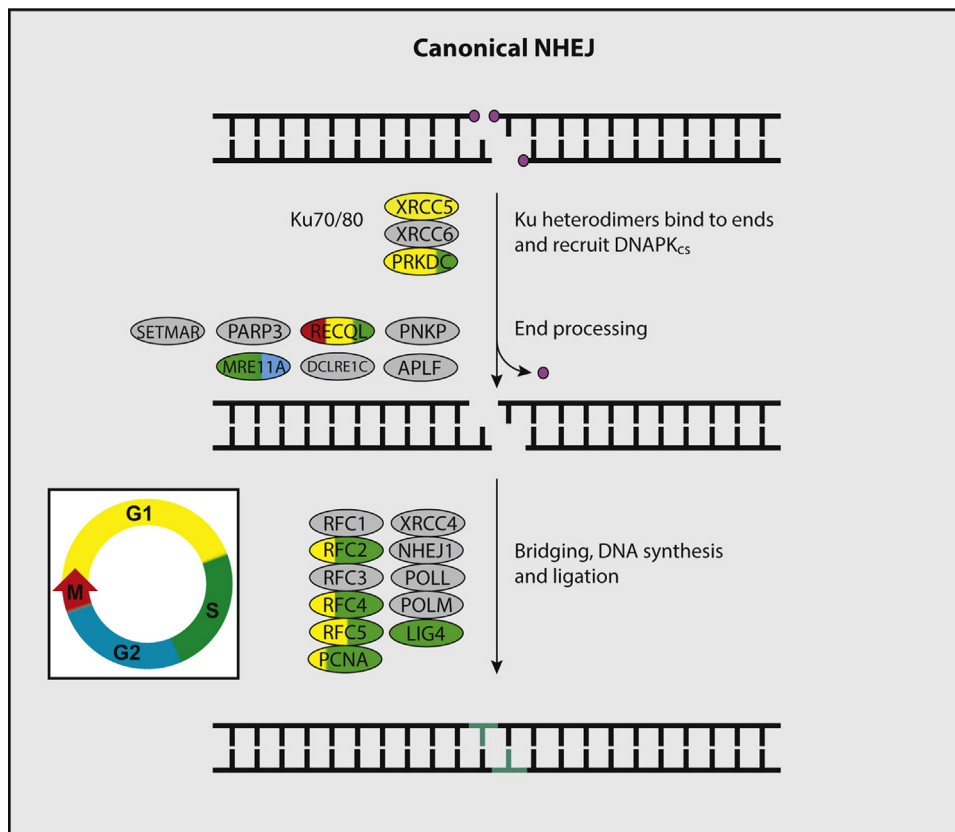 Canonical NHEJ
Ku70/80
XRCC5
XRCC6
PRKDC
Ku heterodimers bind to ends
and recruit DNAPKcs
SETMAR PARP3 RECQL PNKP
MRE11A DCLRE1C APLF
End processing
RFC1 XRCC4
RFC2 NHEJ1
RFC3 POLL
RFC4 POLM
RFC5 LIG4
PCNA
Bridging, DNA synthesis
and ligation
G1
M
S
G2